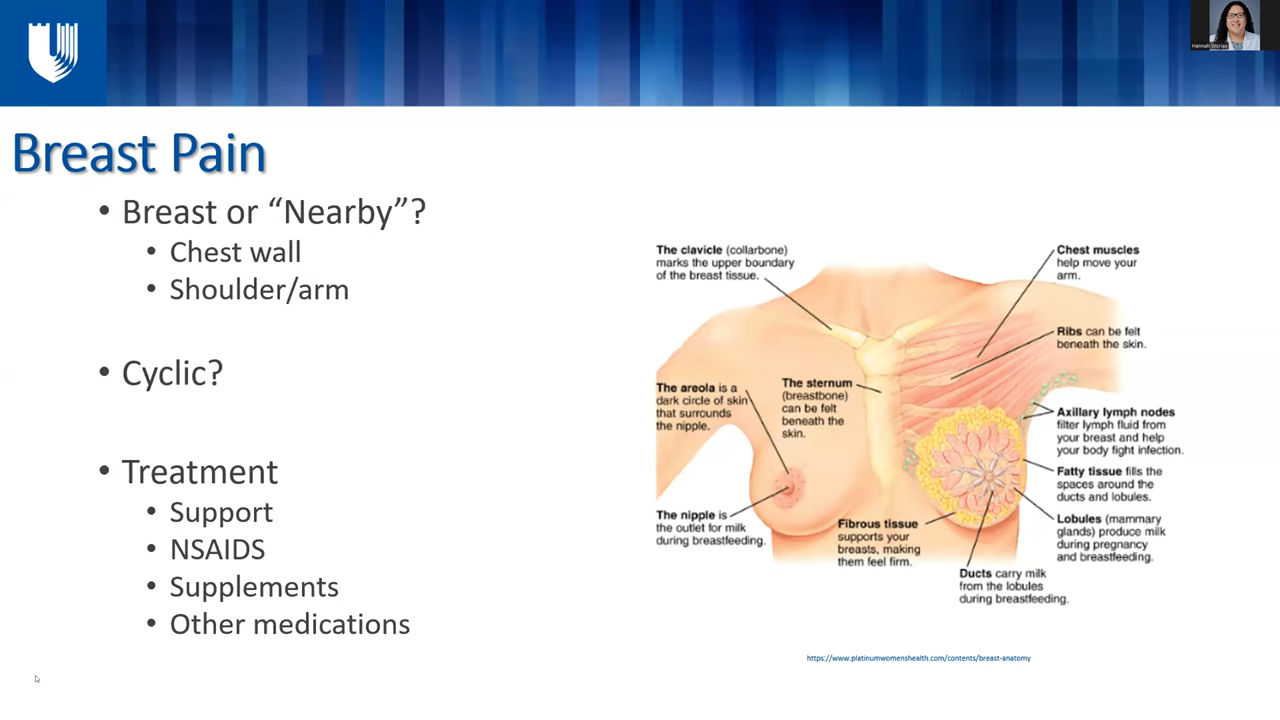 Hannah
Breast Pain
• Breast or “Nearby”?
• Chest wall
• Shoulder/arm
• Cyclic?
• Treatment
• Support
• NSAIDS
• Supplements
• Other medications
The clavicle (collarbone)
marks the upper boundary
of the breast tissue.
Chest muscles
help move your
arm.
Ribs can be felt
beneath the skin.
The areola is a
dark circle of skin
that surrounds
the nipple.
The sternum
(breastbone)
can be felt
beneath the
skin.
Axillary lymph nodes
filter lymph fluid from
your breast and help
your body fight infection.
Fatty tissue fills the
spaces around the
ducts and lobules.
The nipple is
the outlet for milk
during breastfeeding.
Fibrous tissue
supports your
breasts, making
them feel firm.
Lobules (mammary
glands) produce milk
during pregnancy
and breastfeeding.
Ducts carry milk
from the lobules
during breastfeeding.
https://www.platinumwomenshealth.com/contents/breast-anatomy